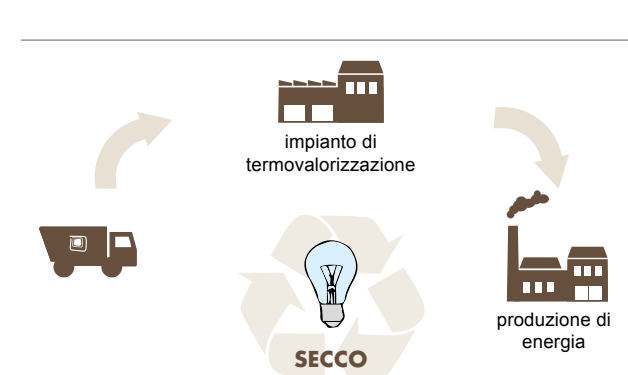 impianto di
termovalorizzazione
produzione di
energia
SECCO